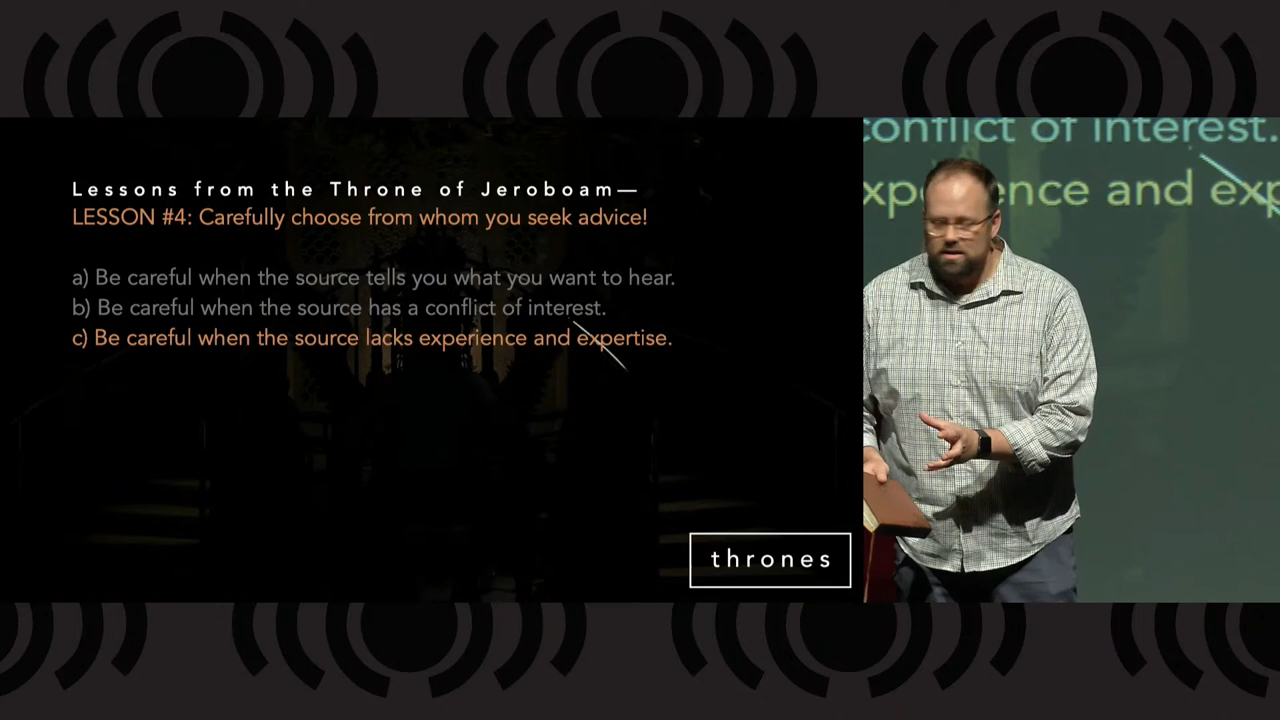 Lessons from the Throne of Jeroboam—
LESSON #4: Carefully choose from whom you seek advice!
a) Be careful when the source tells you what you want to hear.
b) Be careful when the source has a conflict of interest.
c) Be careful when the source lacks experience and expertise.
thrones
conflict of interest.
exp ence and exp